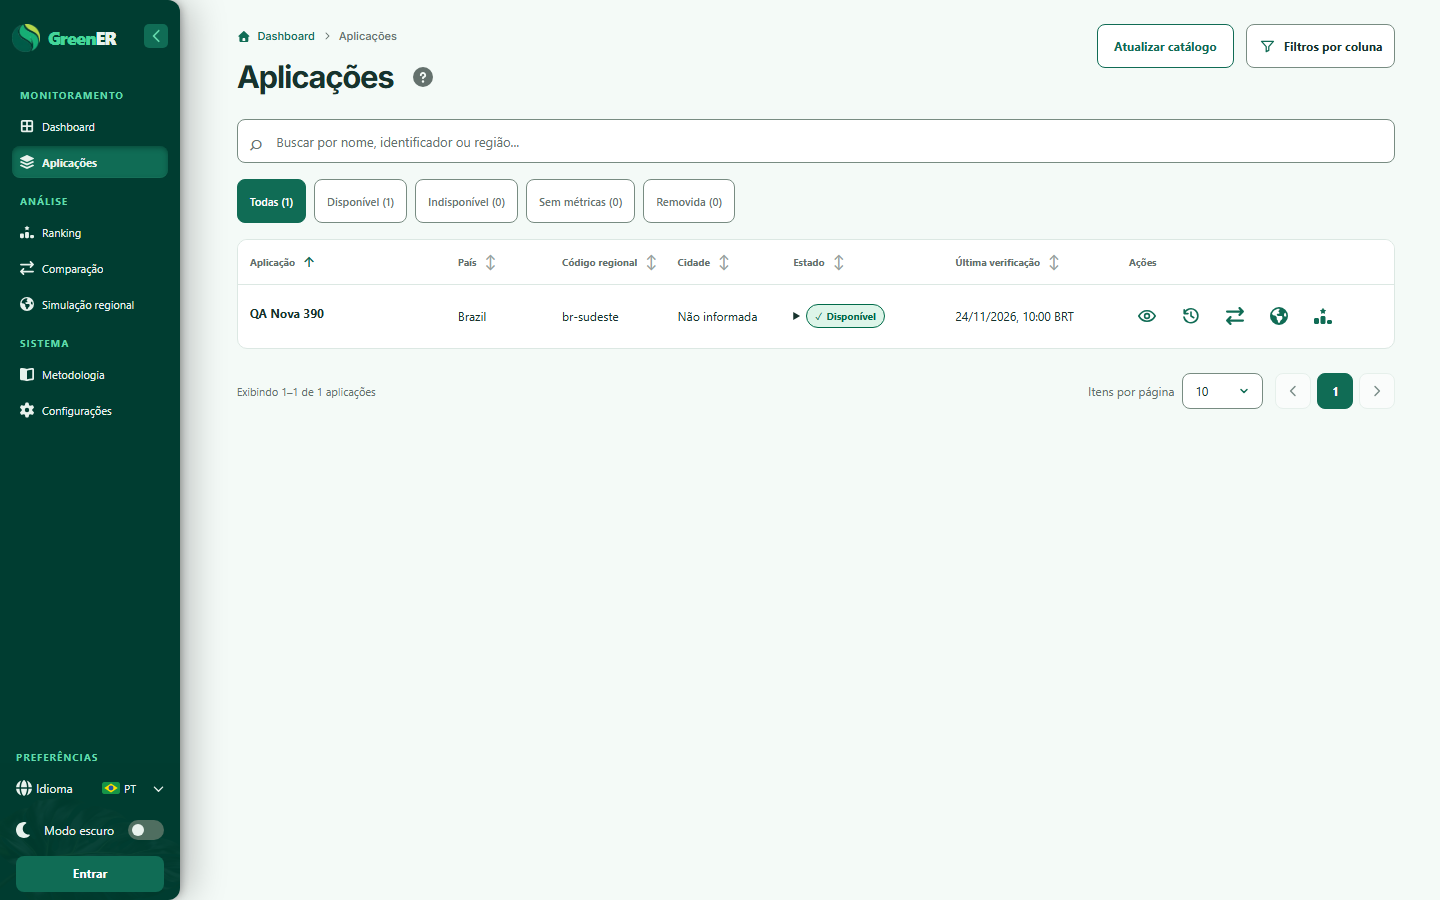 GreenER
MONITORAMENTO
Dashboard
Aplicações
ANÁLISE
Ranking
Comparação
Simulação regional
SISTEMA
Metodologia
Configurações
PREFERÊNCIAS
Idioma PT
Modo escuro
Entrar
Dashboard > Aplicações
Aplicações ?
Atualizar catálogo
Filtros por coluna
Buscar por nome, identificador ou região...
Todas (1) Disponível (1) Indisponível (0) Sem métricas (0) Removida (0)
Aplicação País Código regional Cidade Estado Última verificação Ações
QA Nova 390 Brazil br-sudeste Não informada ✓ Disponível 24/11/2026, 10:00 BRT
Exibindo 1–1 de 1 aplicações
Itens por página 10 1